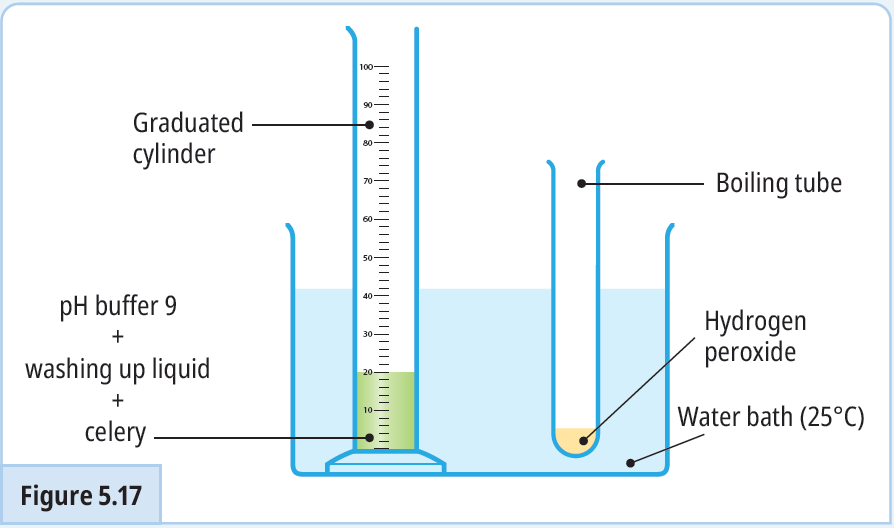 Graduated
cylinder
100
90
80
70
60
50
40
30
20
10
Boiling tube
pH buffer 9
+
washing up liquid
+
celery
Hydrogen
peroxide
Water bath (25°C)
Figure 5.17